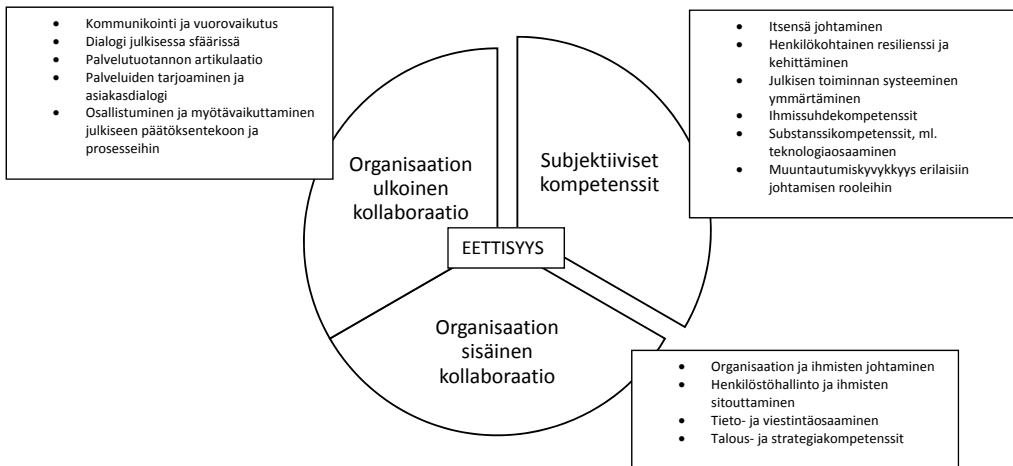 • Kommunikointi ja vuorovaikutus
• Dialogi julkisessa sfäärissä
• Palvelutuotannon artikulaatio
• Palveluiden tarjoaminen ja
asiakasdialogi
• Osallistuminen ja myötävaikuttaminen
julkiseen päätöksentekoon ja
prosesseihin
• Itsensä johtaminen
• Henkilökohtainen resilienssi ja
kehittäminen
• Julkisen toiminnan systeeminen
ymmärtäminen
• Ihmissuhdekompetenssit
• Substanssikompetenssit, ml.
teknologiaosaaminen
• Muuntautumiskyvykkyys erilaisiin
johtamisen rooleihin
Organisaation
ulkoinen
kollaboraatio
Subjektiiviset
kompetenssit
EETTISYYS
Organisaation
sisäinen
kollaboraatio
• Organisaation ja ihmisten johtaminen
• Henkilöstöhallinto ja ihmisten
sitouttaminen
• Tieto- ja viestintäosaaminen
• Talous- ja strategiakompetenssit